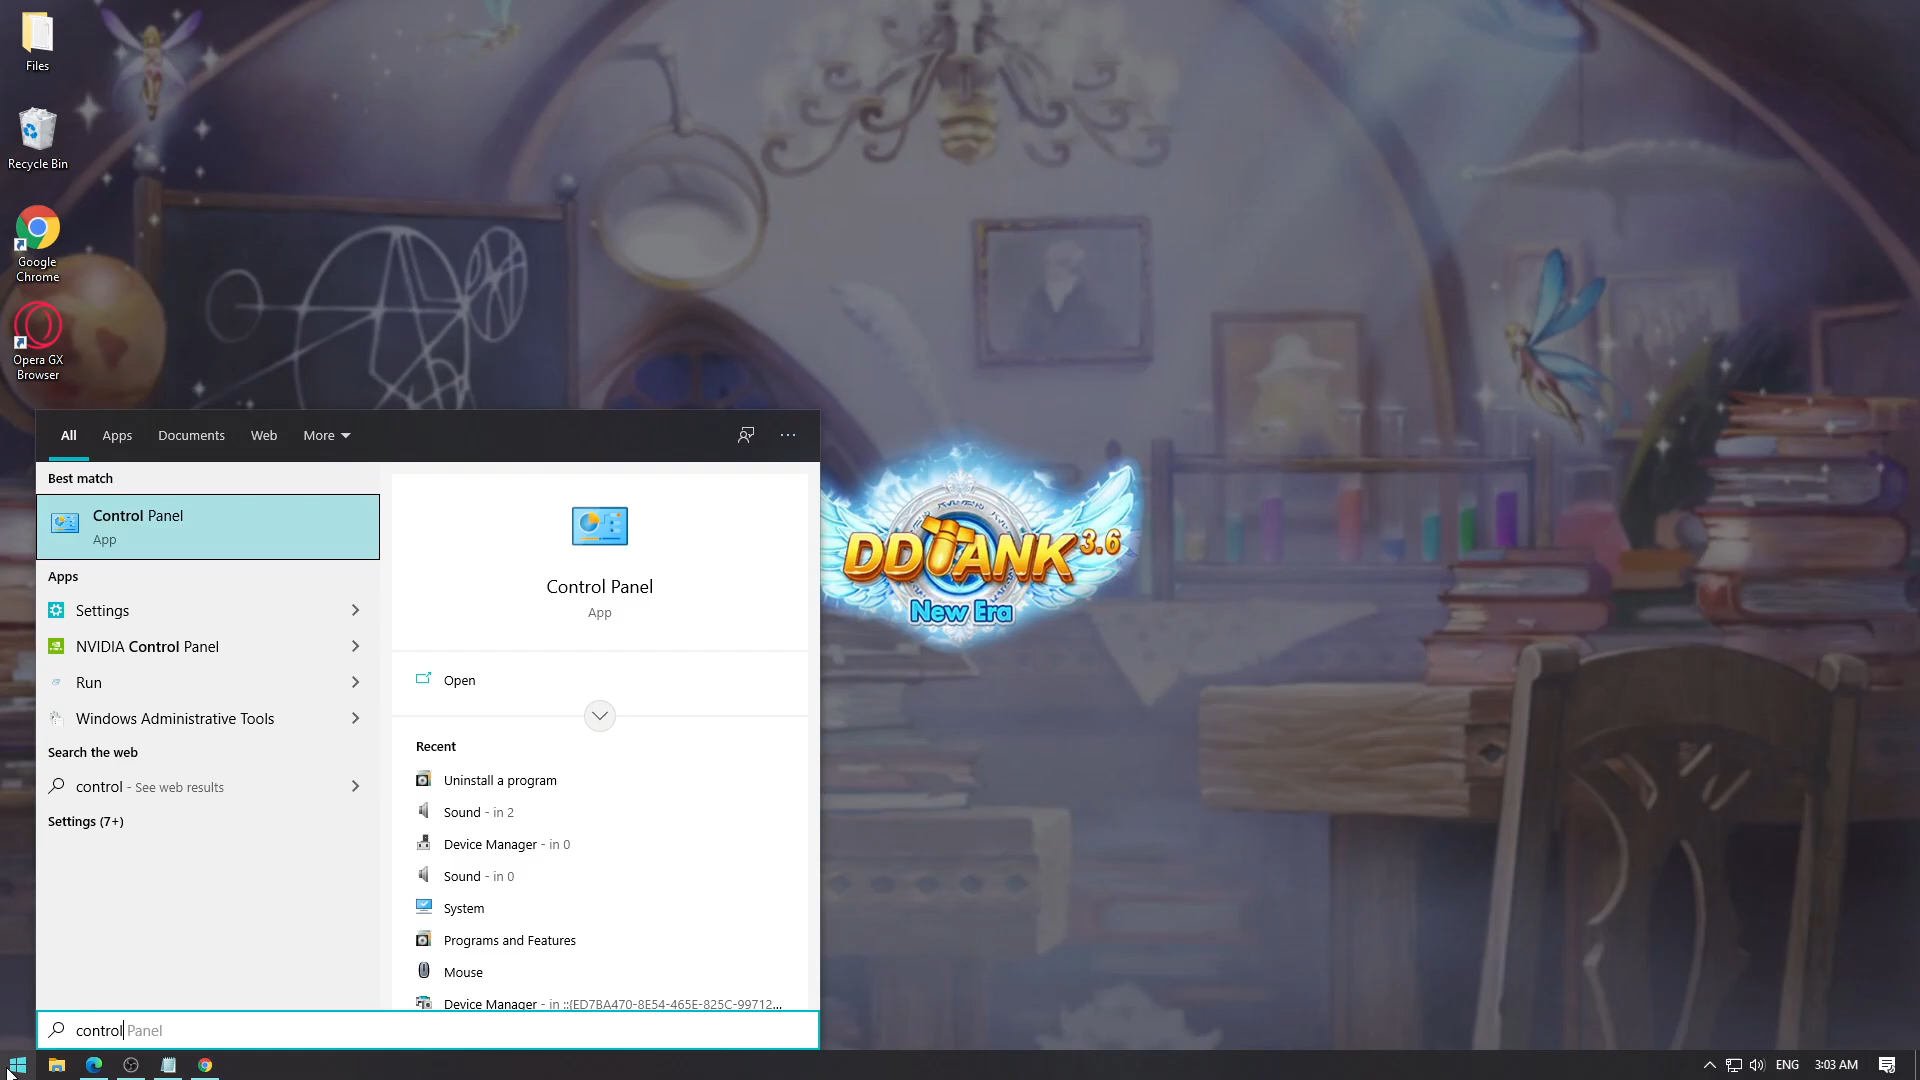 Files
Recycle Bin
Google
Chrome
Opera GX
Browser
All
Apps
Documents
Web
More
Best match
Control Panel
App
Apps
Settings
NVIDIA Control Panel
Run
Windows Administrative Tools
Search the web
control - See web results
Settings (7+)
Control Panel
App
Open
Recent
Uninstall a program
Sound - in 2
Device Manager - in 0
Sound - in 0
System
Programs and Features
Mouse
Device Manager - in ::{ED7BA470-8E54-465E-825C-99712...
control Panel
DDTANK 3.6
New Era
ENG
3:03 AM